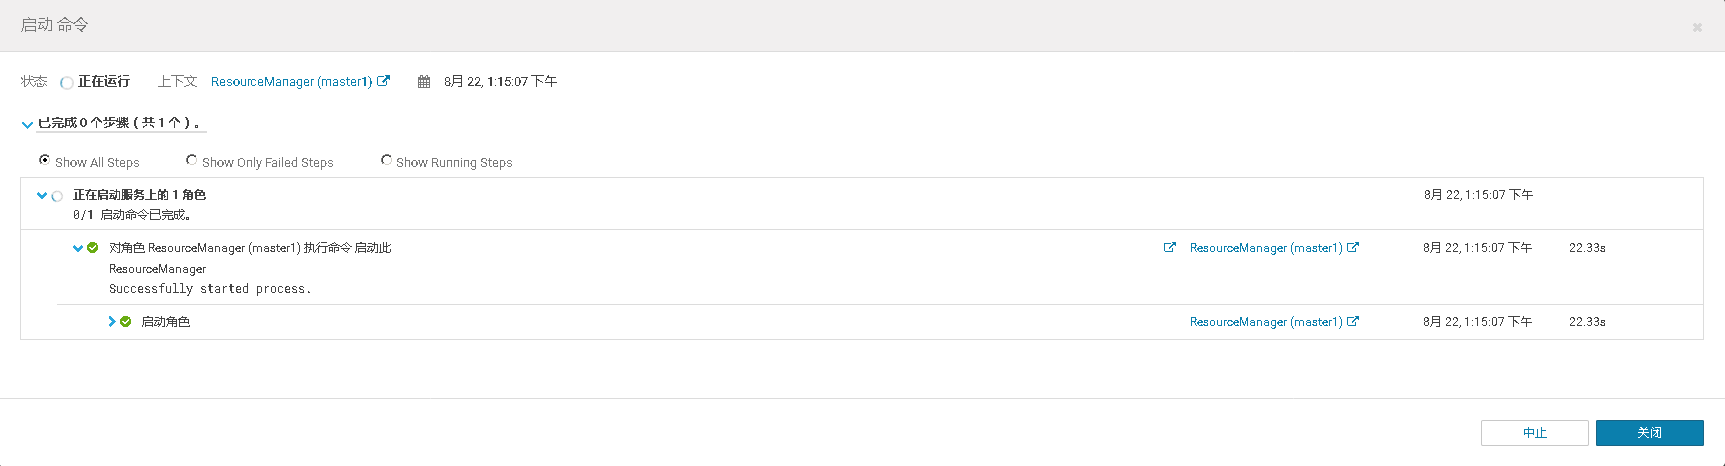 启动 命令
状态 正在运行 上下文 ResourceManager (master1) 8月 22, 1:15:07 下午
已完成 0 个步骤（共 1 个）。
Show All Steps Show Only Failed Steps Show Running Steps
正在启动服务上的 1 角色 8月 22, 1:15:07 下午
0/1 启动命令已完成。
对角色 ResourceManager (master1) 执行命令 启动此 ResourceManager (master1) 8月 22, 1:15:07 下午 22.33s
ResourceManager
Successfully started process.
启动角色 ResourceManager (master1) 8月 22, 1:15:07 下午 22.33s
中止 关闭